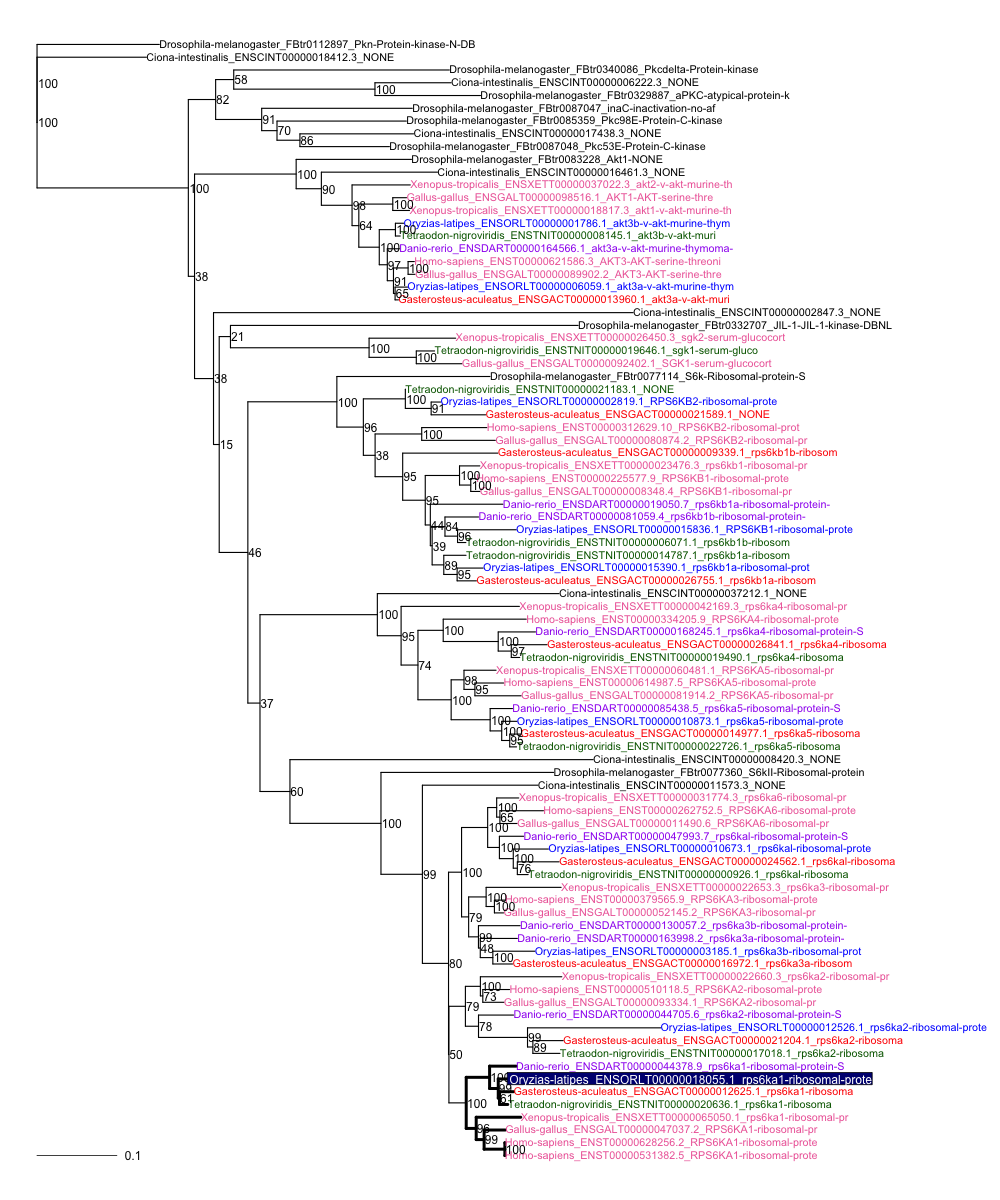 Drosophila-melanogaster_FBtr0112897_Pkn-Protein-kinase-N-DB
Ciona-intestinalis_ENSCINT00000018412.3_NONE
Drosophila-melanogaster_FBtr0340086_Pkcdelta-Protein-kinase
100
58
Ciona-intestinalis_ENSCINT00000006222.3_NONE
100
Drosophila-melanogaster_FBtr0329887_aPKC-atypical-protein-k
82
Drosophila-melanogaster_FBtr0087047_inaC-inactivation-no-af
91
100
Drosophila-melanogaster_FBtr0085359_Pkc98E-Protein-C-kinase
70
Ciona-intestinalis_ENSCINT00000017438.3_NONE
86
Drosophila-melanogaster_FBtr0087048_Pkc53E-Protein-C-kinase
Drosophila-melanogaster_FBtr0083228_Akt1-NONE
100
Ciona-intestinalis_ENSCINT00000016461.3_NONE
100
90
Xenopus-tropicalis_ENSXETT00000037022.3_akt2-v-akt-murine-th
Gallus-gallus_ENSGALT00000098516.1_AKT1-AKT-serine-thre
98
100
Xenopus-tropicalis_ENSXETT00000018817.3_akt1-v-akt-murine-th
64
Oryzias-latipes_ENSORLT00000001786.1_akt3b-v-akt-murine-thym
100
Tetraodon-nigroviridis_ENSTNIT00000008145.1_akt3b-v-akt-muri
100
Danio-rerio_ENSDART00000164566.1_akt3a-v-akt-murine-thymoma-
Homo-sapiens_ENST00000621586.3_AKT3-AKT-serine-threoni
97
100
Gallus-gallus_ENSGALT00000089902.2_AKT3-AKT-serine-thre
38
91
Oryzias-latipes_ENSORLT00000006059.1_akt3a-v-akt-murine-thym
65
Gasterosteus-aculeatus_ENSGACT00000013960.1_akt3a-v-akt-muri
Ciona-intestinalis_ENSCINT00000002847.3_NONE
Drosophila-melanogaster_FBtr0332707_JIL-1-JIL-1-kinase-DBNL
21
Xenopus-tropicalis_ENSXETT00000026450.3_sgk2-serum-glucocort
100
Tetraodon-nigroviridis_ENSTNIT00000019646.1_sgk1-serum-gluco
100
Gallus-gallus_ENSGALT00000092402.1_SGK1-serum-glucocort
38
Drosophila-melanogaster_FBtr0077114_S6k-Ribosomal-protein-S
Tetraodon-nigroviridis_ENSTNIT00000021183.1_NONE
100
100
Oryzias-latipes_ENSORLT00000002819.1_RPS6KB2-ribosomal-prote
91
Gasterosteus-aculeatus_ENSGACT00000021589.1_NONE
96
Homo-sapiens_ENST00000312629.10_RPS6KB2-ribosomal-prot
100
Gallus-gallus_ENSGALT00000080874.2_RPS6KB2-ribosomal-pr
15
38
Gasterosteus-aculeatus_ENSGACT00000009339.1_rps6kb1b-ribosom
Xenopus-tropicalis_ENSXETT00000023476.3_rps6kb1-ribosomal-pr
95
100
Homo-sapiens_ENST00000225577.9_RPS6KB1-ribosomal-prote
100
Gallus-gallus_ENSGALT00000008348.4_RPS6KB1-ribosomal-pr
95
Danio-rerio_ENSDART00000019050.7_rps6kb1a-ribosomal-protein-
Danio-rerio_ENSDART00000081059.4_rps6kb1b-ribosomal-protein-
44
84
Oryzias-latipes_ENSORLT00000015836.1_RPS6KB1-ribosomal-prote
96
Tetraodon-nigroviridis_ENSTNIT00000006071.1_rps6kb1b-ribosom
39
46
Tetraodon-nigroviridis_ENSTNIT00000014787.1_rps6kb1a-ribosom
89
Oryzias-latipes_ENSORLT00000015390.1_rps6kb1a-ribosomal-prot
95
Gasterosteus-aculeatus_ENSGACT00000026755.1_rps6kb1a-ribosom
Ciona-intestinalis_ENSCINT00000037212.1_NONE
Xenopus-tropicalis_ENSXETT00000042169.3_rps6ka4-ribosomal-pr
100
Homo-sapiens_ENST00000334205.9_RPS6KA4-ribosomal-prote
100
Danio-rerio_ENSDART00000168245.1_rps6ka4-ribosomal-protein-S
95
100
Gasterosteus-aculeatus_ENSGACT00000026841.1_rps6ka4-ribosoma
97
Tetraodon-nigroviridis_ENSTNIT00000019490.1_rps6ka4-ribosoma
74
Xenopus-tropicalis_ENSXETT00000060481.1_rps6ka5-ribosomal-pr
98
Homo-sapiens_ENST00000614987.5_RPS6KA5-ribosomal-prote
95
Gallus-gallus_ENSGALT00000081914.2_RPS6KA5-ribosomal-pr
37
100
Danio-rerio_ENSDART00000085438.5_rps6ka5-ribosomal-protein-S
100
Oryzias-latipes_ENSORLT00000010873.1_rps6ka5-ribosomal-prote
100
Gasterosteus-aculeatus_ENSGACT00000014977.1_rps6ka5-ribosoma
95
Tetraodon-nigroviridis_ENSTNIT00000022726.1_rps6ka5-ribosoma
Ciona-intestinalis_ENSCINT00000008420.3_NONE
Drosophila-melanogaster_FBtr0077360_S6kII-Ribosomal-protein
60
Ciona-intestinalis_ENSCINT00000011573.3_NONE
Xenopus-tropicalis_ENSXETT00000031774.3_rps6ka6-ribosomal-pr
100
Homo-sapiens_ENST00000262752.5_RPS6KA6-ribosomal-prote
65
Gallus-gallus_ENSGALT00000011490.6_RPS6KA6-ribosomal-pr
100
100
Danio-rerio_ENSDART00000047993.7_rps6kal-ribosomal-protein-S
100
Oryzias-latipes_ENSORLT00000010673.1_rps6kal-ribosomal-prote
100
Gasterosteus-aculeatus_ENSGACT00000024562.1_rps6kal-ribosoma
76
Tetraodon-nigroviridis_ENSTNIT00000000926.1_rps6kal-ribosoma
99
100
Xenopus-tropicalis_ENSXETT00000022653.3_rps6ka3-ribosomal-pr
100
Homo-sapiens_ENST00000379565.9_RPS6KA3-ribosomal-prote
100
Gallus-gallus_ENSGALT00000052145.2_RPS6KA3-ribosomal-pr
79
Danio-rerio_ENSDART00000130057.2_rps6ka3b-ribosomal-protein-
99
Danio-rerio_ENSDART00000163998.2_rps6ka3a-ribosomal-protein-
48
Oryzias-latipes_ENSORLT00000003185.1_rps6ka3b-ribosomal-prot
100
Gasterosteus-aculeatus_ENSGACT00000016972.1_rps6ka3a-ribosom
80
Xenopus-tropicalis_ENSXETT00000022660.3_rps6ka2-ribosomal-pr
100
Homo-sapiens_ENST00000510118.5_RPS6KA2-ribosomal-prote
73
Gallus-gallus_ENSGALT00000093334.1_RPS6KA2-ribosomal-pr
79
Danio-rerio_ENSDART00000044705.6_rps6ka2-ribosomal-protein-S
78
Oryzias-latipes_ENSORLT00000012526.1_rps6ka2-ribosomal-prote
99
Gasterosteus-aculeatus_ENSGACT00000021204.1_rps6ka2-ribosoma
89
Tetraodon-nigroviridis_ENSTNIT00000017018.1_rps6ka2-ribosoma
50
Danio-rerio_ENSDART00000044378.9_rps6ka1-ribosomal-protein-S
Oryzias-latipes_ENSORLT00000018055.1_rps6ka1-ribosomal-prote
Gasterosteus-aculeatus_ENSGACT00000012625.1_rps6ka1-ribosoma
61
Tetraodon-nigroviridis_ENSTNIT00000020636.1_rps6ka1-ribosoma
100
Xenopus-tropicalis_ENSXETT00000065050.1_rps6ka1-ribosomal-pr
96
Gallus-gallus_ENSGALT00000047037.2_RPS6KA1-ribosomal-pr
99
Homo-sapiens_ENST00000628256.2_RPS6KA1-ribosomal-prote
100
Homo-sapiens_ENST00000531382.5_RPS6KA1-ribosomal-prote
0.1